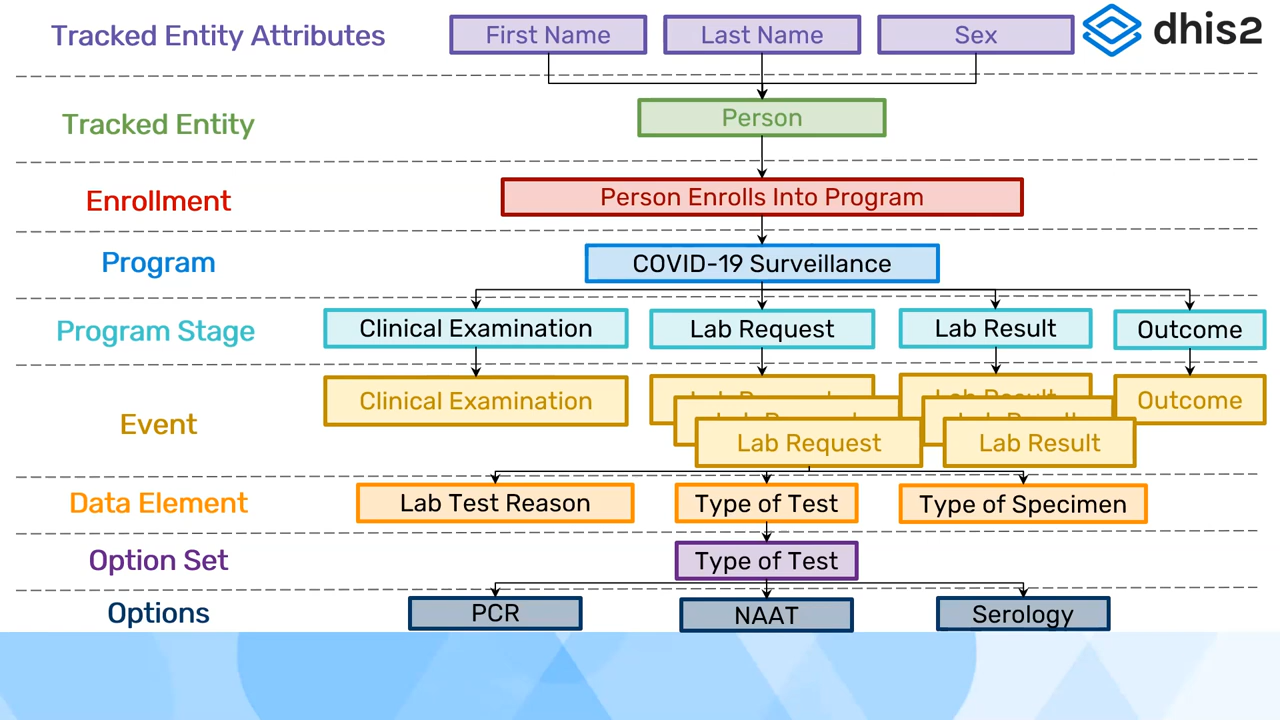 Tracked Entity Attributes
First Name
Last Name
Sex
dhis2
Tracked Entity
Person
Enrollment
Person Enrolls Into Program
Program
COVID-19 Surveillance
Program Stage
Clinical Examination
Lab Request
Lab Result
Outcome
Event
Clinical Examination
Lab Request
Lab Result
Outcome
Data Element
Lab Test Reason
Type of Test
Type of Specimen
Option Set
Type of Test
Options
PCR
NAAT
Serology